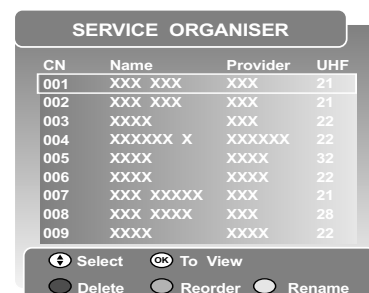 SERVICE ORGANISER
CN Name Provider UHF
001 XXX XXX XXX 21
002 XXX XXX XXX 21
003 XXXX XXX 22
004 XXXXXX X XXXXXX 22
005 XXXX XXXX 32
006 XXXX XXXX 22
007 XXX XXXXX XXX 21
008 XXX XXXX XXX 28
009 XXXX XXXX 22
Select OK To View
Delete Reorder Rename